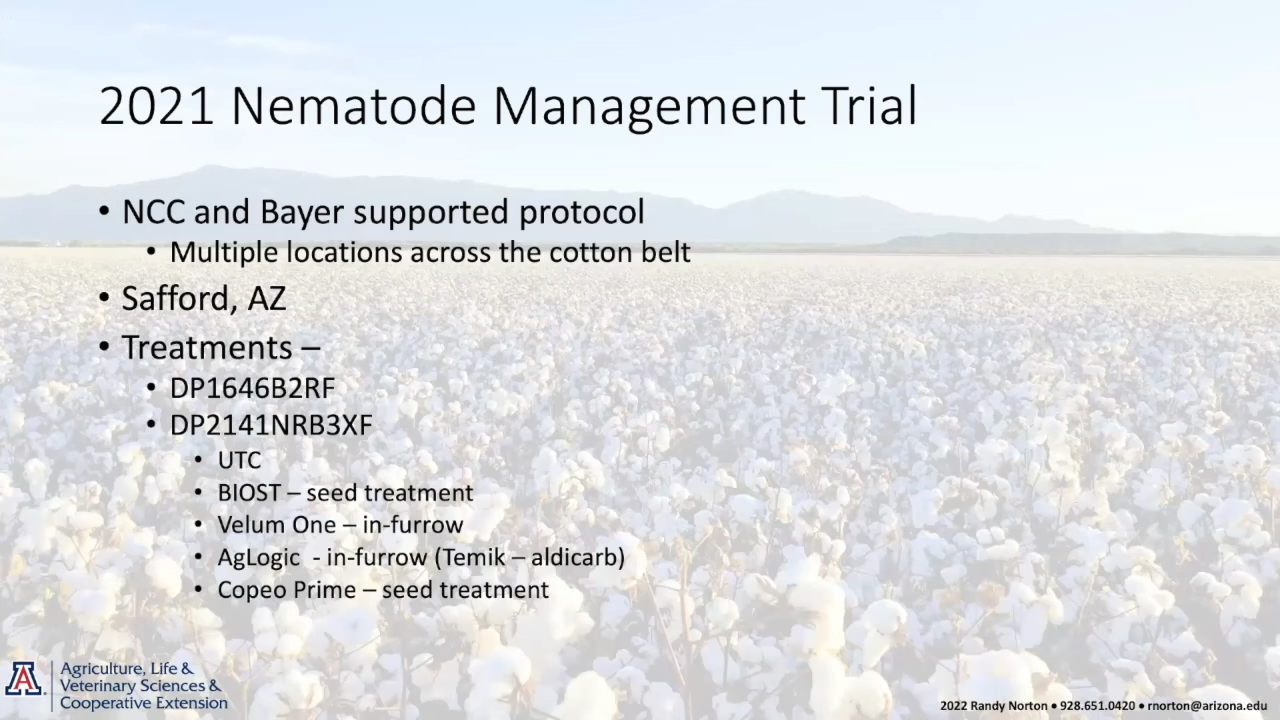 2021 Nematode Management Trial
• NCC and Bayer supported protocol
• Multiple locations across the cotton belt
• Safford, AZ
• Treatments –
• DP1646B2RF
• DP2141NRB3XF
• UTC
• BIOST – seed treatment
• Velum One – in-furrow
• AgLogic - in-furrow (Temik – aldicarb)
• Copeo Prime – seed treatment
A
Agriculture, Life &
Veterinary Sciences &
Cooperative Extension
2022 Randy Norton • 928.651.0420 • rnorton@arizona.edu